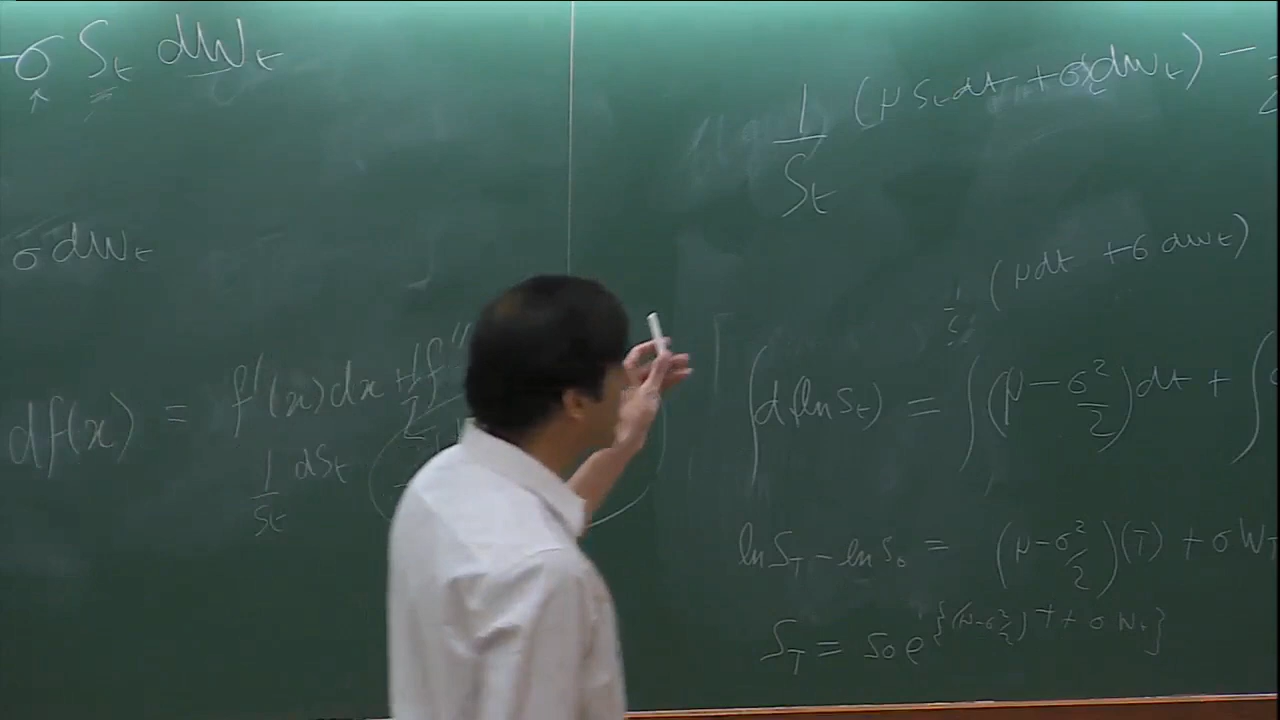 - σ S_t dW_t
σ dW_t
df(x) = f'(x)dx + 1/2 f''
1/S_t dS_t
1/S_t (μ S_t dt + σ S_t dW_t) -
1/S_t (μ dt + σ dW_t)
∫ d(ln S_t) = ∫ (μ - σ²/2) dt + ∫
ln S_T - ln S_0 = (μ - σ²/2)(T) + σ W_T
S_T = S_0 e^{(μ - σ²/2) T + σ W_t}